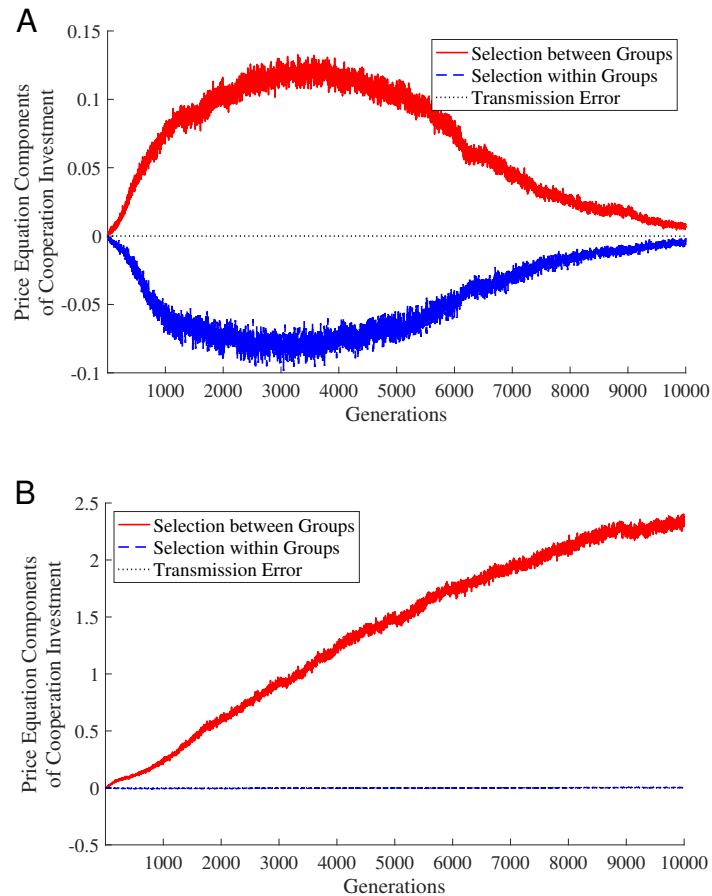 A
Price Equation Components
of Cooperation Investment
0.15
0.1
0.05
0
-0.05
-0.1
Selection between Groups
Selection within Groups
Transmission Error
1000 2000 3000 4000 5000 6000 7000 8000 9000 10000
Generations
B
Price Equation Components
of Cooperation Investment
2.5
2
1.5
1
0.5
0
-0.5
Selection between Groups
Selection within Groups
Transmission Error
1000 2000 3000 4000 5000 6000 7000 8000 9000 10000
Generations